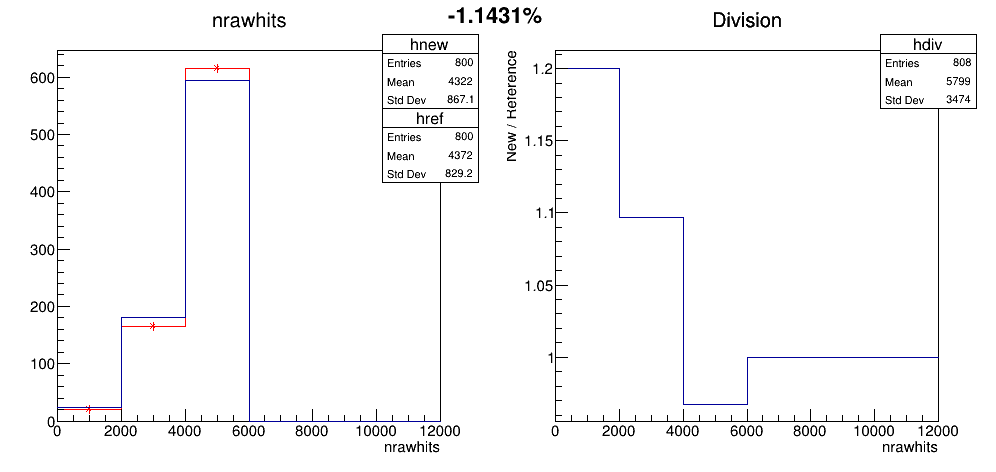 -1.1431%
nrawhits
hnew
Entries 800
Mean 4322
Std Dev 867.1
href
Entries 800
Mean 4372
Std Dev 829.2
600
500
400
300
200
100
0
0 2000 4000 6000 8000 10000 12000
nrawhits
Division
hdiv
Entries 808
Mean 5799
Std Dev 3474
New / Reference
1.2
1.15
1.1
1.05
1
0 2000 4000 6000 8000 10000 12000
nrawhits